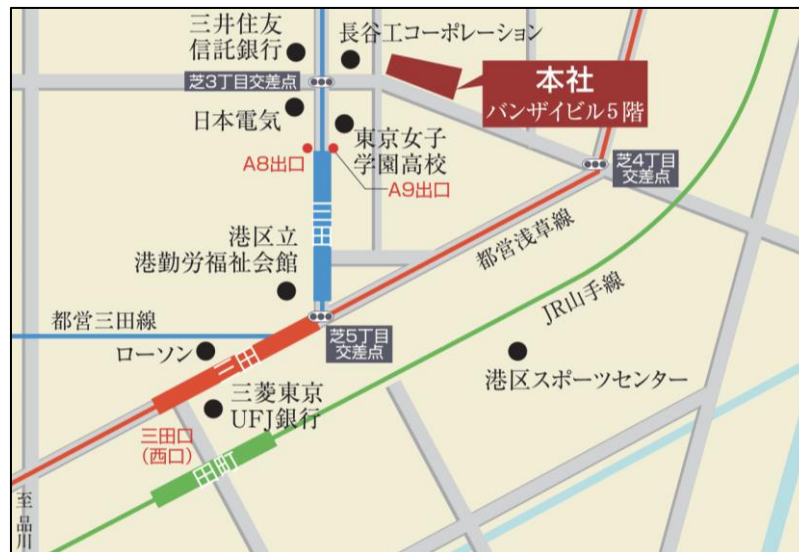 三井住友
信託銀行
長谷工コーポレーション
本社
バンザイビル5階
芝3丁目交差点
日本電気
東京女子
学園高校
A8出口
A9出口
芝4丁目
交差点
三田
港区立
港勤労福祉会館
都営浅草線
JR山手線
都営三田線
芝5丁目
交差点
ローソン
三田
港区スポーツセンター
三菱東京
UFJ銀行
三田口
(西口)
田町
至品川